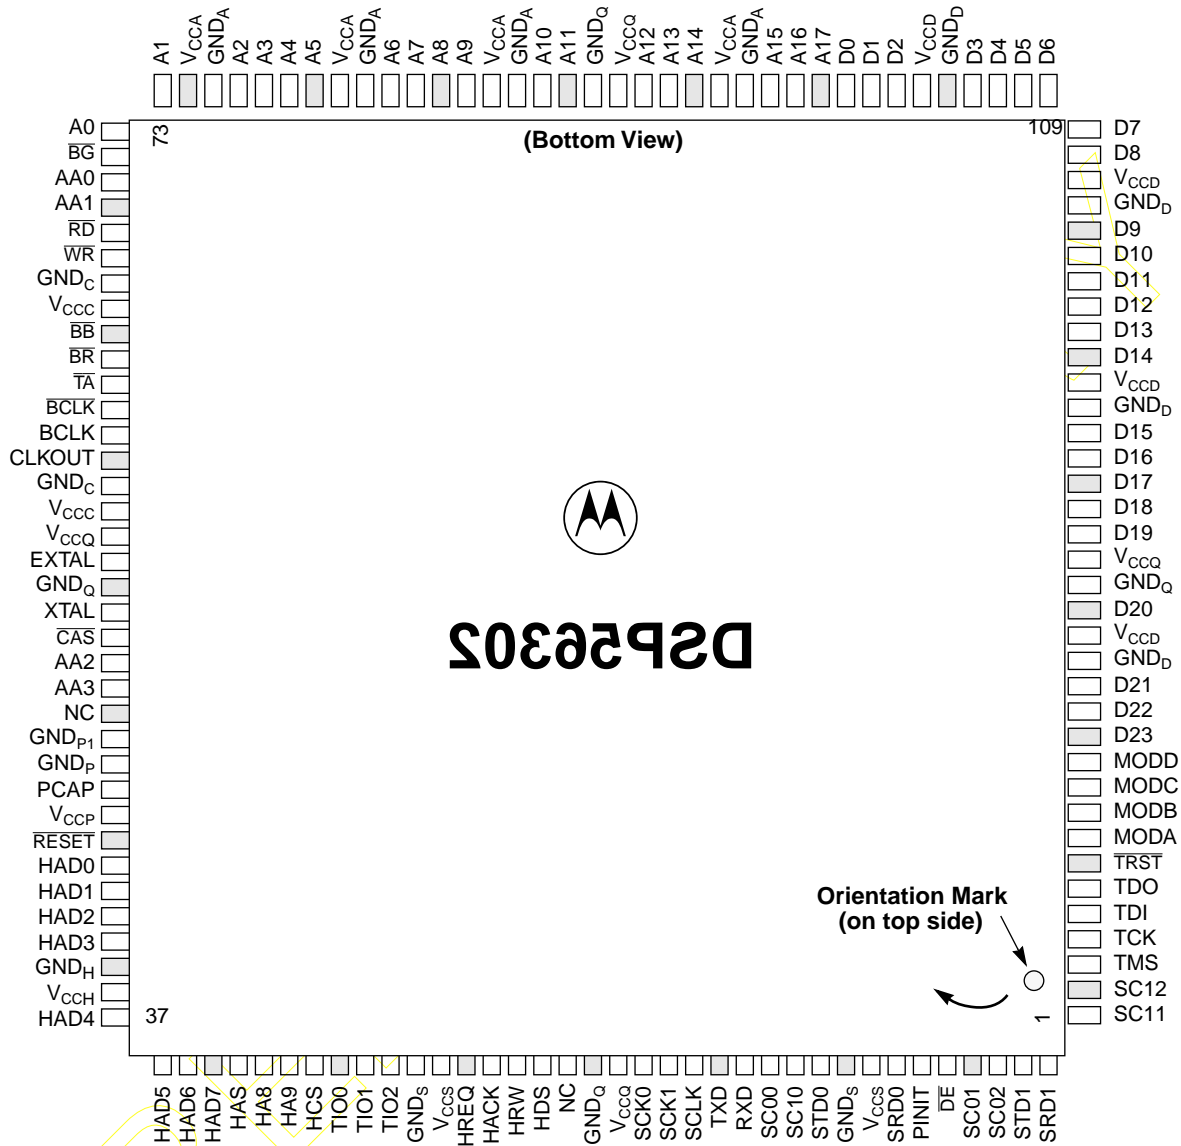 A1
VCCA
GNDA
A2
A3
A4
A5
VCCA
GNDA
A6
A7
A8
A9
VCCA
GNDA
A10
A11
GNDQ
VCCQ
A12
A13
A14
VCCA
GNDA
A15
A16
A17
D0
D1
D2
VCCD
GNDD
D3
D4
D5
D6
73
(Bottom View)
109
A0
BG
AA0
AA1
RD
WR
GNDC
VCCC
BB
BR
TA
BCLK
BCLK
CLKOUT
GNDC
VCCC
VCCQ
EXTAL
GNDQ
XTAL
CAS
AA2
AA3
NC
GNDP1
GNDP
PCAP
VCCP
RESET
HAD0
HAD1
HAD2
HAD3
GNDH
VCCH
HAD4
DSP56302
D7
D8
VCCD
GNDD
D9
D10
D11
D12
D13
D14
VCCD
GNDD
D15
D16
D17
D18
D19
VCCQ
GNDQ
D20
VCCD
GNDD
D21
D22
D23
MODD
MODC
MODB
MODA
TRST
TDO
TDI
TCK
TMS
SC12
SC11
Orientation Mark
(on top side)
37
1
HAD5
HAD6
HAD7
HAS
HA8
HA9
HCS
TIO0
TIO1
TIO2
GNDS
VCCS
HREQ
HACK
HRW
HDS
NC
GNDQ
VCCQ
SCK0
SCK1
SCLK
TXD
RXD
SC00
SC10
STD0
GNDS
VCCS
SRD0
PINIT
DE
SC01
SC02
STD1
SRD1